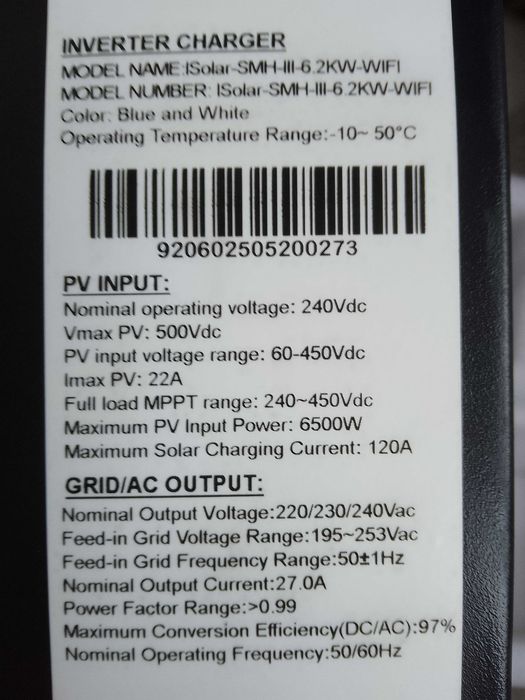 INVERTER CHARGER
MODEL NAME:ISolar-SMH-III-6.2KW-WIFI
MODEL NUMBER: ISolar-SMH-III-6.2KW-WIFI
Color: Blue and White
Operating Temperature Range:-10~ 50°C
920602505200273
PV INPUT:
Nominal operating voltage: 240Vdc
Vmax PV: 500Vdc
PV input voltage range: 60-450Vdc
Imax PV: 22A
Full load MPPT range: 240~450Vdc
Maximum PV Input Power: 6500W
Maximum Solar Charging Current: 120A
GRID/AC OUTPUT:
Nominal Output Voltage:220/230/240Vac
Feed-in Grid Voltage Range:195~253Vac
Feed-in Grid Frequency Range:50±1Hz
Nominal Output Current:27.0A
Power Factor Range:>0.99
Maximum Conversion Efficiency(DC/AC):97%
Nominal Operating Frequency:50/60Hz